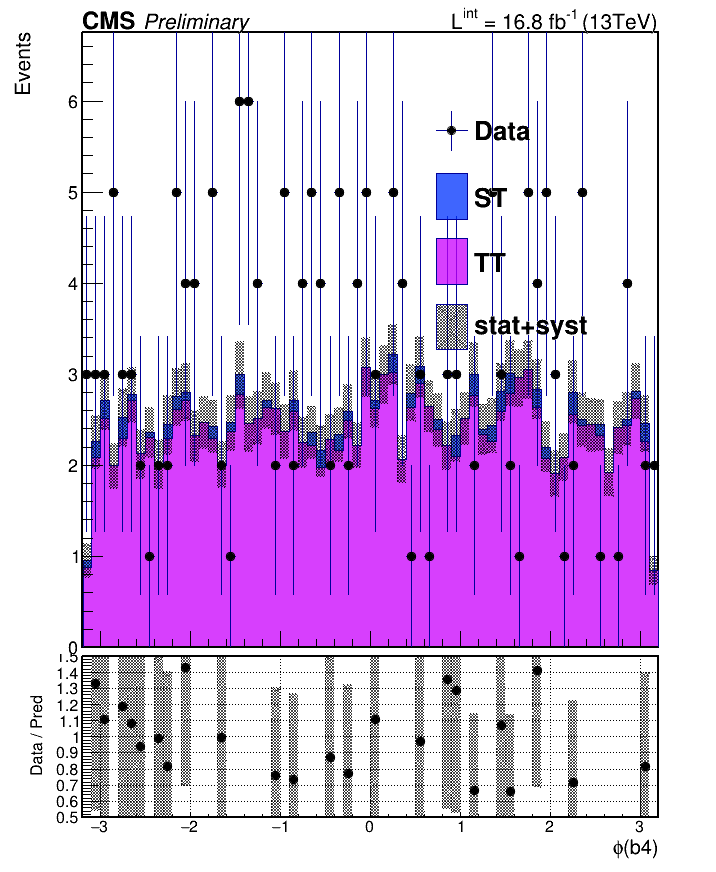 CMS Preliminary L^int = 16.8 fb^-1 (13TeV)
Events
6
5
4
3
2
1
0
Data
ST
TT
stat+syst
Data / Pred
1.5
1.4
1.3
1.2
1.1
1
0.9
0.8
0.7
0.6
0.5
−3 −2 −1 0 1 2 3
ϕ(b4)